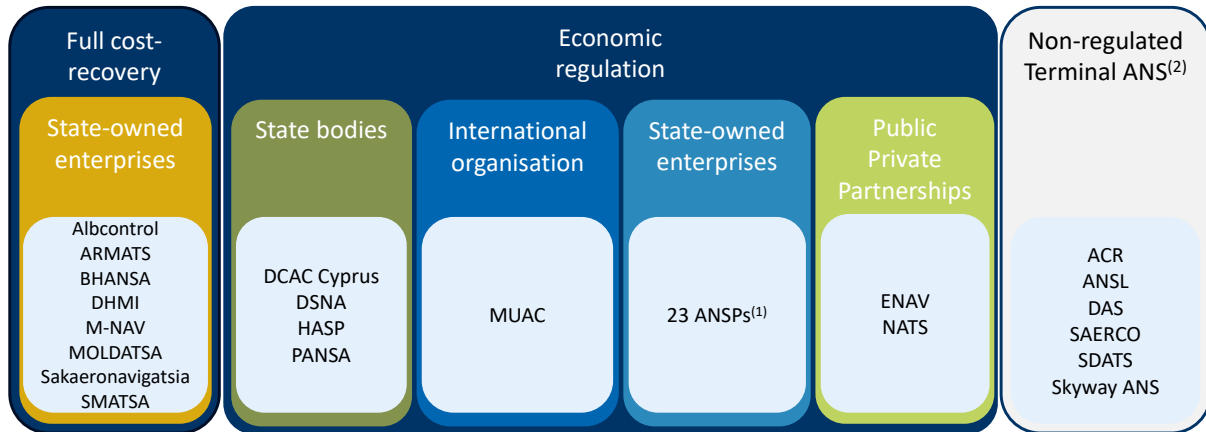 Full cost-
recovery
State-owned
enterprises
Albcontrol
ARMATS
BHANSA
DHMI
M-NAV
MOLDATSA
Sakaeronavigatsia
SMATSA
Economic
regulation
State bodies
DCAC Cyprus
DSNA
HASP
PANSA
International
organisation
MUAC
State-owned
enterprises
23 ANSPs(1)
Public
Private
Partnerships
ENAV
NATS
Non-regulated
Terminal ANS(2)
ACR
ANSL
DAS
SAERCO
SDATS
Skyway ANS